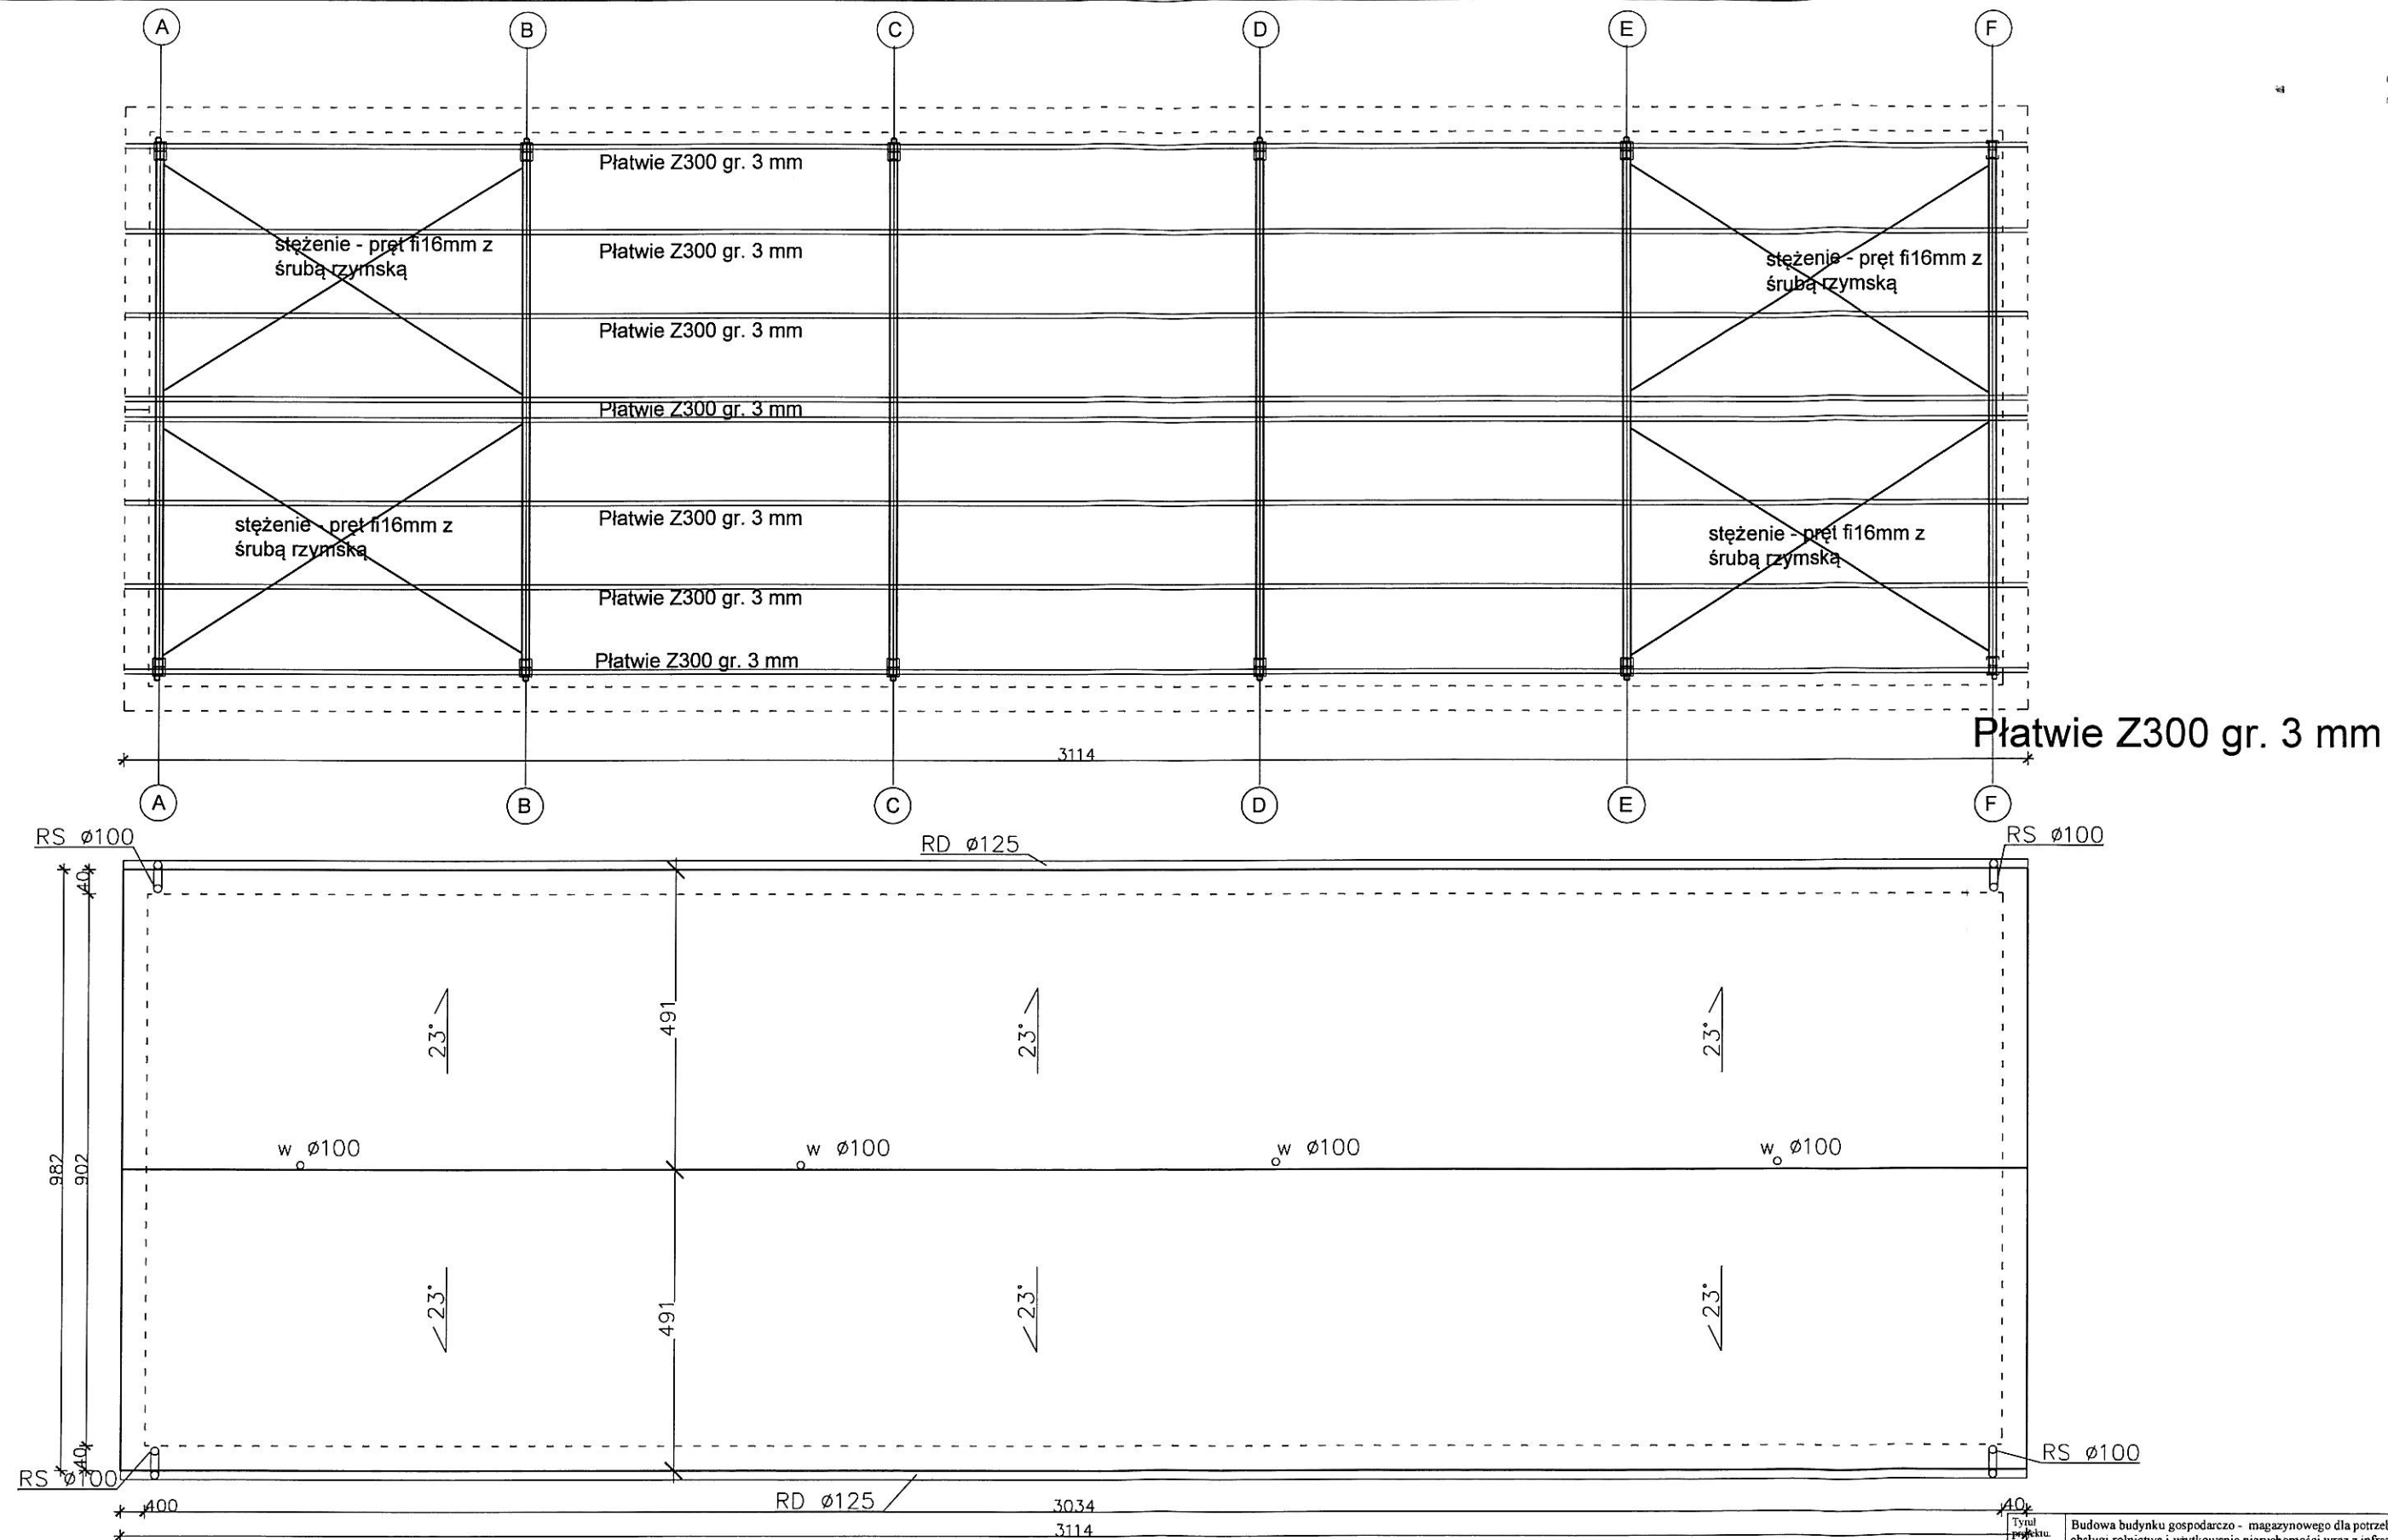 A B C D E F
Płatwie Z300 gr. 3 mm
stężenie - pręt fi16mm z
śrubą rzymską
Płatwie Z300 gr. 3 mm
stężenie - pręt fi16mm z
śrubą rzymską
Płatwie Z300 gr. 3 mm
Płatwie Z300 gr. 3 mm
stężenie - pręt fi16mm z
śrubą rzymską
Płatwie Z300 gr. 3 mm
stężenie - pręt fi16mm z
śrubą rzymską
Płatwie Z300 gr. 3 mm
Płatwie Z300 gr. 3 mm
Płatwie Z300 gr. 3 mm
3114
A B C D E F
RS ø100
RD ø125
RS ø100
40
491
23°
23°
23°
982
902
w ø100
w ø100
w ø100
w ø100
491
23°
23°
23°
40
RS ø100
RS ø100
RD ø125
400
3034
40
3114
Tytuł
projektu.
Budowa budynku gospodarczo - magazynowego dla